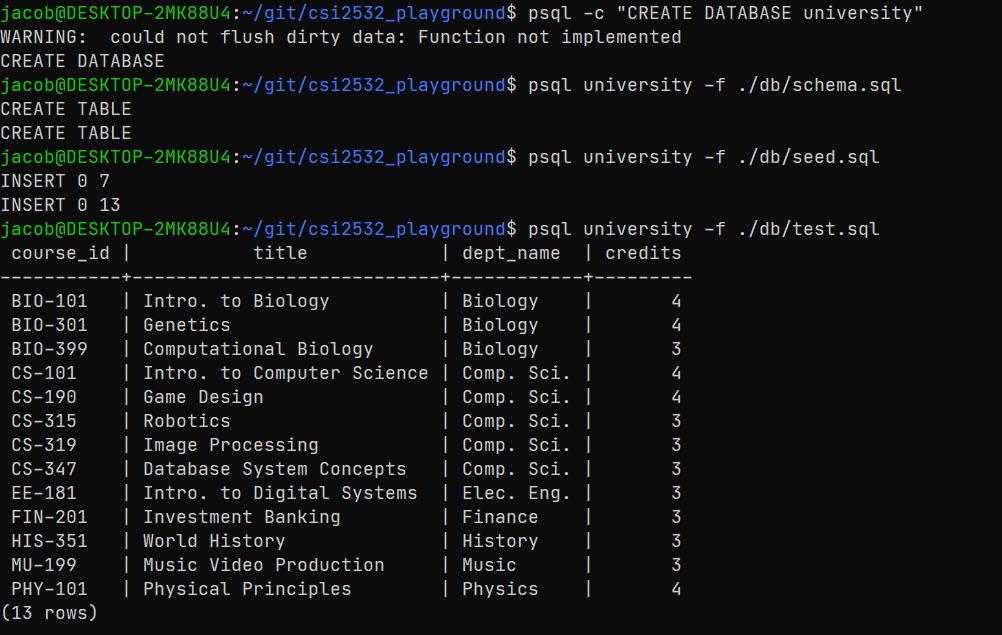 jacob@DESKTOP-2MK88U4:~/git/csi2532_playground$ psql -c "CREATE DATABASE university"
WARNING:  could not flush dirty data: Function not implemented
CREATE DATABASE
jacob@DESKTOP-2MK88U4:~/git/csi2532_playground$ psql university -f ./db/schema.sql
CREATE TABLE
CREATE TABLE
jacob@DESKTOP-2MK88U4:~/git/csi2532_playground$ psql university -f ./db/seed.sql
INSERT 0 7
INSERT 0 13
jacob@DESKTOP-2MK88U4:~/git/csi2532_playground$ psql university -f ./db/test.sql
 course_id |           title            | dept_name  | credits
-----------+----------------------------+------------+---------
 BIO-101   | Intro. to Biology          | Biology    |       4
 BIO-301   | Genetics                   | Biology    |       4
 BIO-399   | Computational Biology      | Biology    |       3
 CS-101    | Intro. to Computer Science | Comp. Sci. |       4
 CS-190    | Game Design                | Comp. Sci. |       4
 CS-315    | Robotics                   | Comp. Sci. |       3
 CS-319    | Image Processing           | Comp. Sci. |       3
 CS-347    | Database System Concepts   | Comp. Sci. |       3
 EE-181    | Intro. to Digital Systems  | Elec. Eng. |       3
 FIN-201   | Investment Banking         | Finance    |       3
 HIS-351   | World History              | History    |       3
 MU-199    | Music Video Production     | Music      |       3
 PHY-101   | Physical Principles        | Physics    |       4
(13 rows)